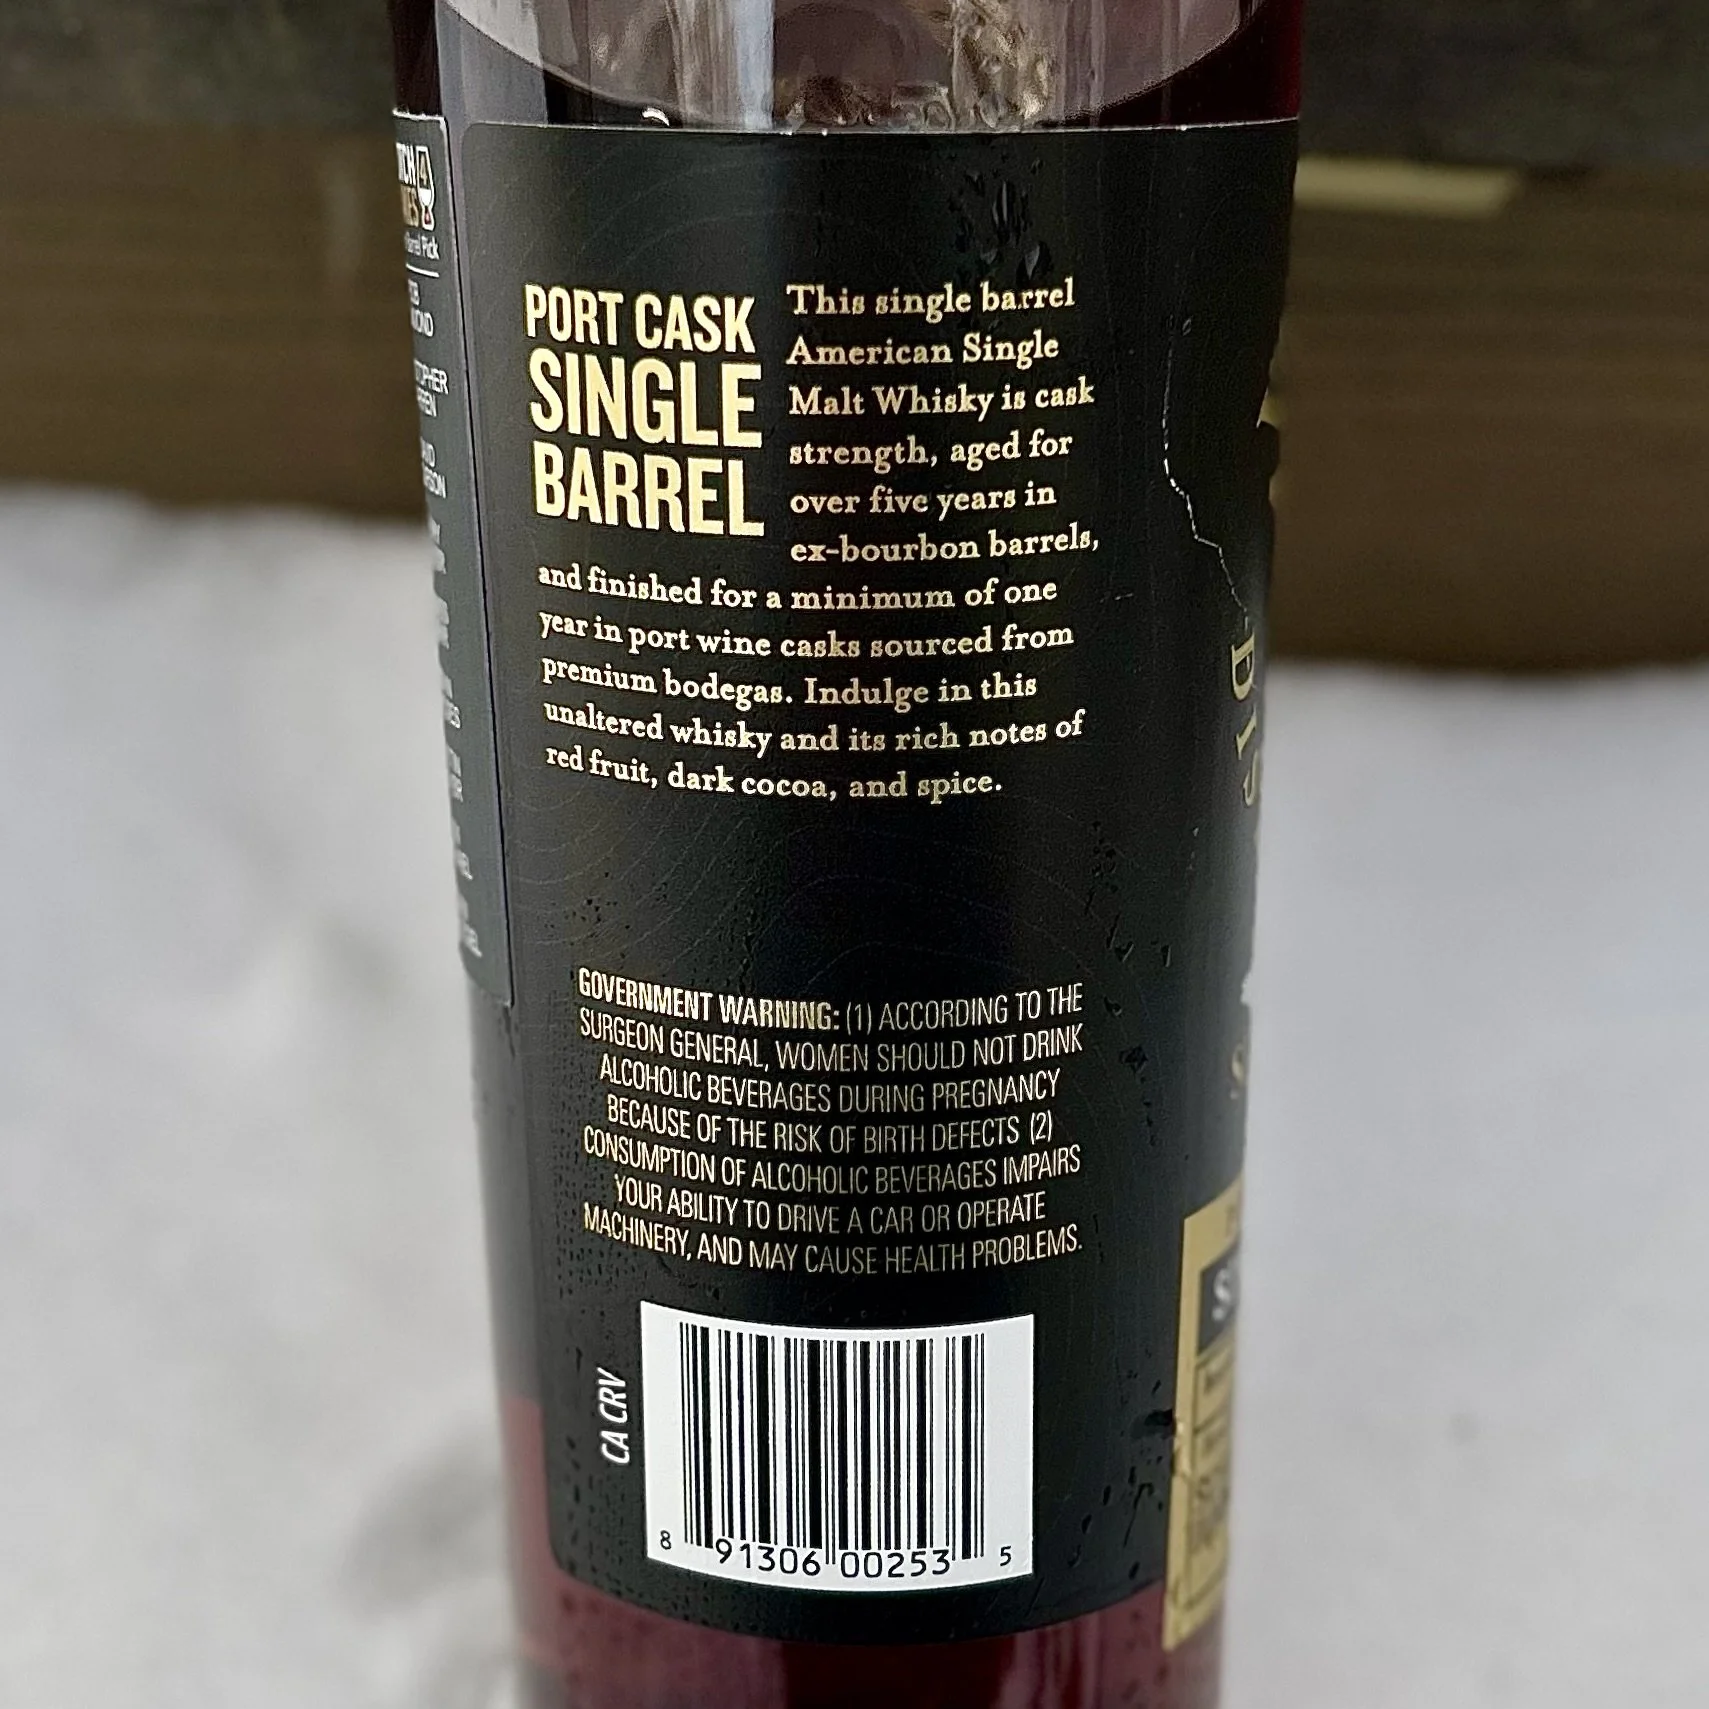 PORT CASK
SINGLE
BARREL
This single barrel
American Single
Malt Whisky is cask
strength, aged for
over five years in
ex-bourbon barrels,
and finished for a minimum of one
year in port wine casks sourced from
premium bodegas. Indulge in this
unaltered whisky and its rich notes of
red fruit, dark cocoa, and spice.
GOVERNMENT WARNING: (1) ACCORDING TO THE
SURGEON GENERAL, WOMEN SHOULD NOT DRINK
ALCOHOLIC BEVERAGES DURING PREGNANCY
BECAUSE OF THE RISK OF BIRTH DEFECTS (2)
CONSUMPTION OF ALCOHOLIC BEVERAGES IMPAIRS
YOUR ABILITY TO DRIVE A CAR OR OPERATE
MACHINERY, AND MAY CAUSE HEALTH PROBLEMS.
CA CRV
8 91306 00253 5